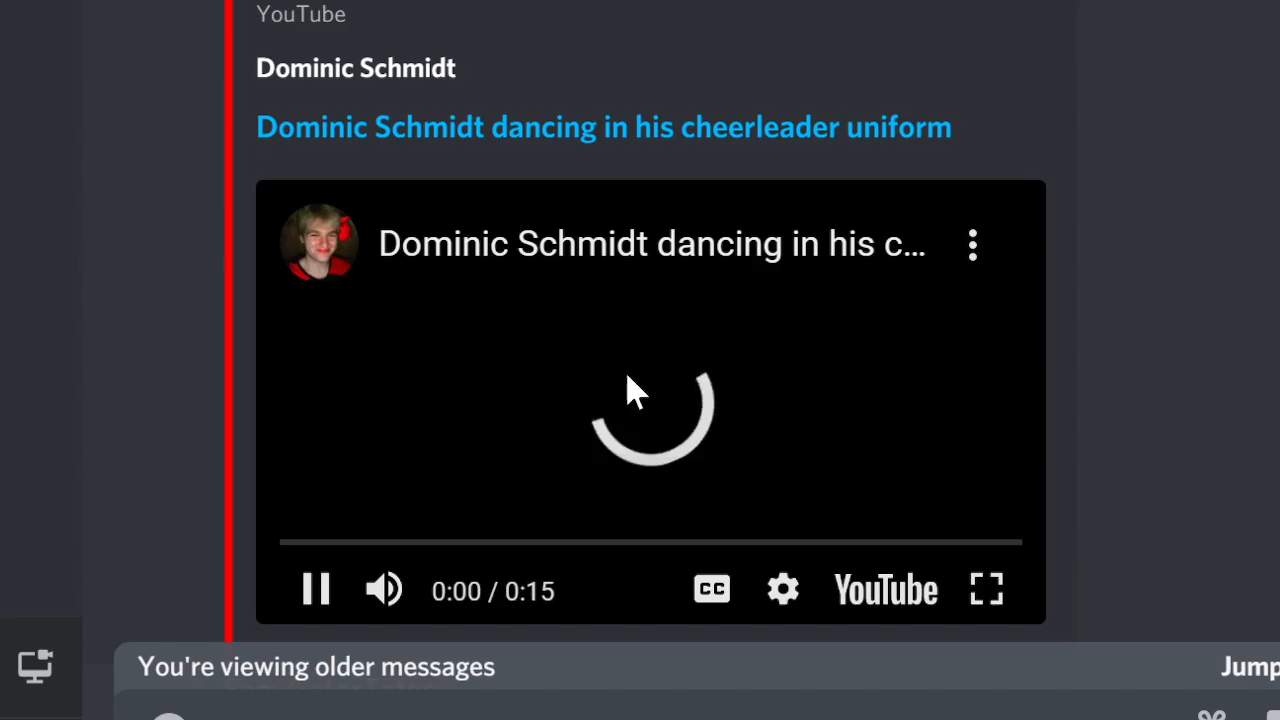 YouTube
Dominic Schmidt
Dominic Schmidt dancing in his cheerleader uniform
Dominic Schmidt dancing in his c...
0:00 / 0:15
CC
YouTube
You're viewing older messages
Jump